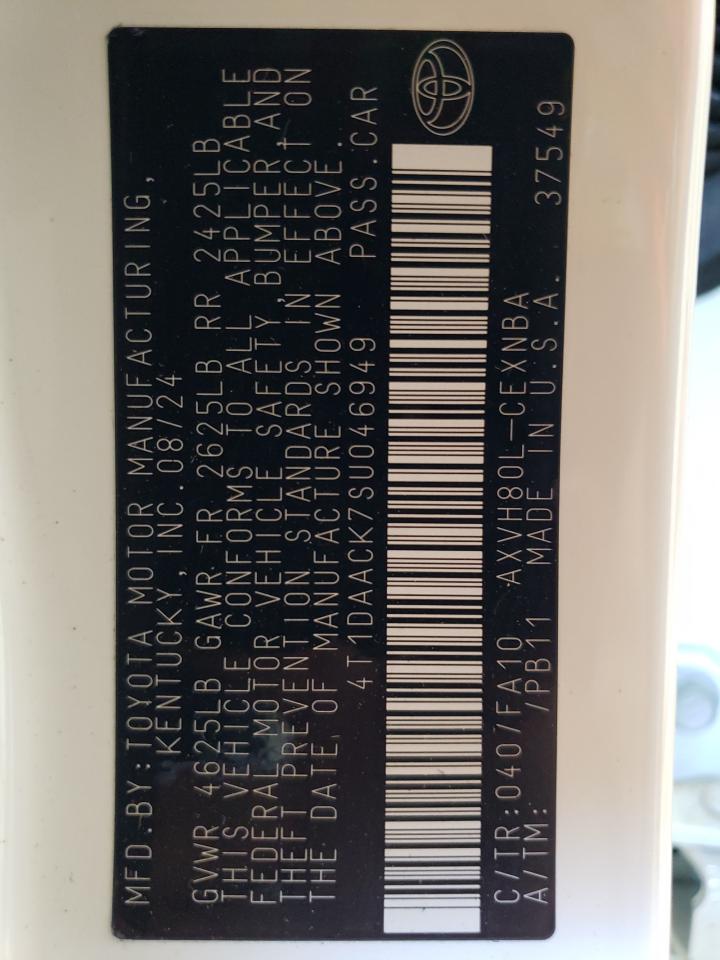 MFD.BY:TOYOTA MOTOR MANUFACTURING,
KENTUCKY, INC.08/24
GVWR 4625LB GAWR FR 2625LB RR 2425LB
THIS VEHICLE CONFORMS TO ALL APPLICABLE
FEDERAL MOTOR VEHICLE SAFETY, BUMPER, AND
THEFT PREVENTION STANDARDS IN EFFECT ON
THE DATE OF MANUFACTURE SHOWN ABOVE.
4T1DAACK7SU046949 PASS.CAR
C/TR:0407/FA10 AXVH80L-CEXNBA
A/TM: /PB11 MADE IN U.S.A. 37549